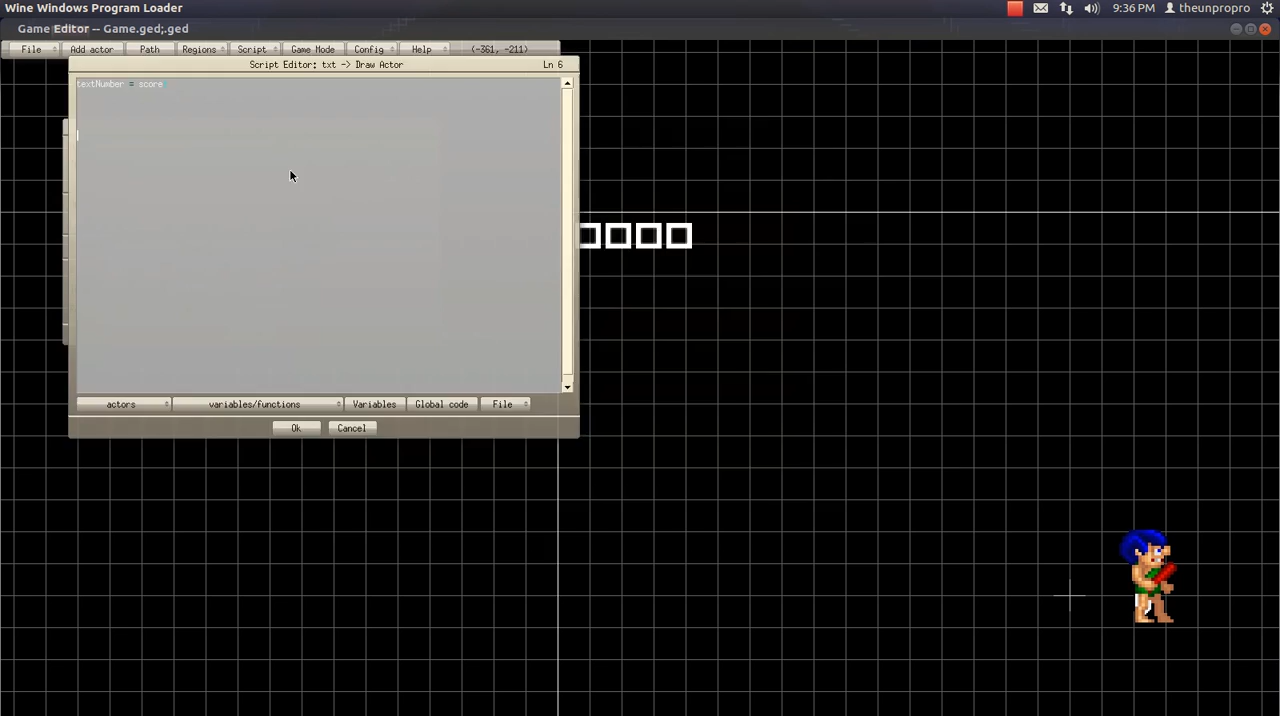 Wine Windows Program Loader
9:36 PM theunpropro
Game Editor -- Game.ged;.ged
File Add actor Path Regions Script Game Mode Config Help (-361, -211)
Script Editor: txt -> Draw Actor Ln 6
textNumber = score
actors variables/functions Variables Global code File
Ok Cancel